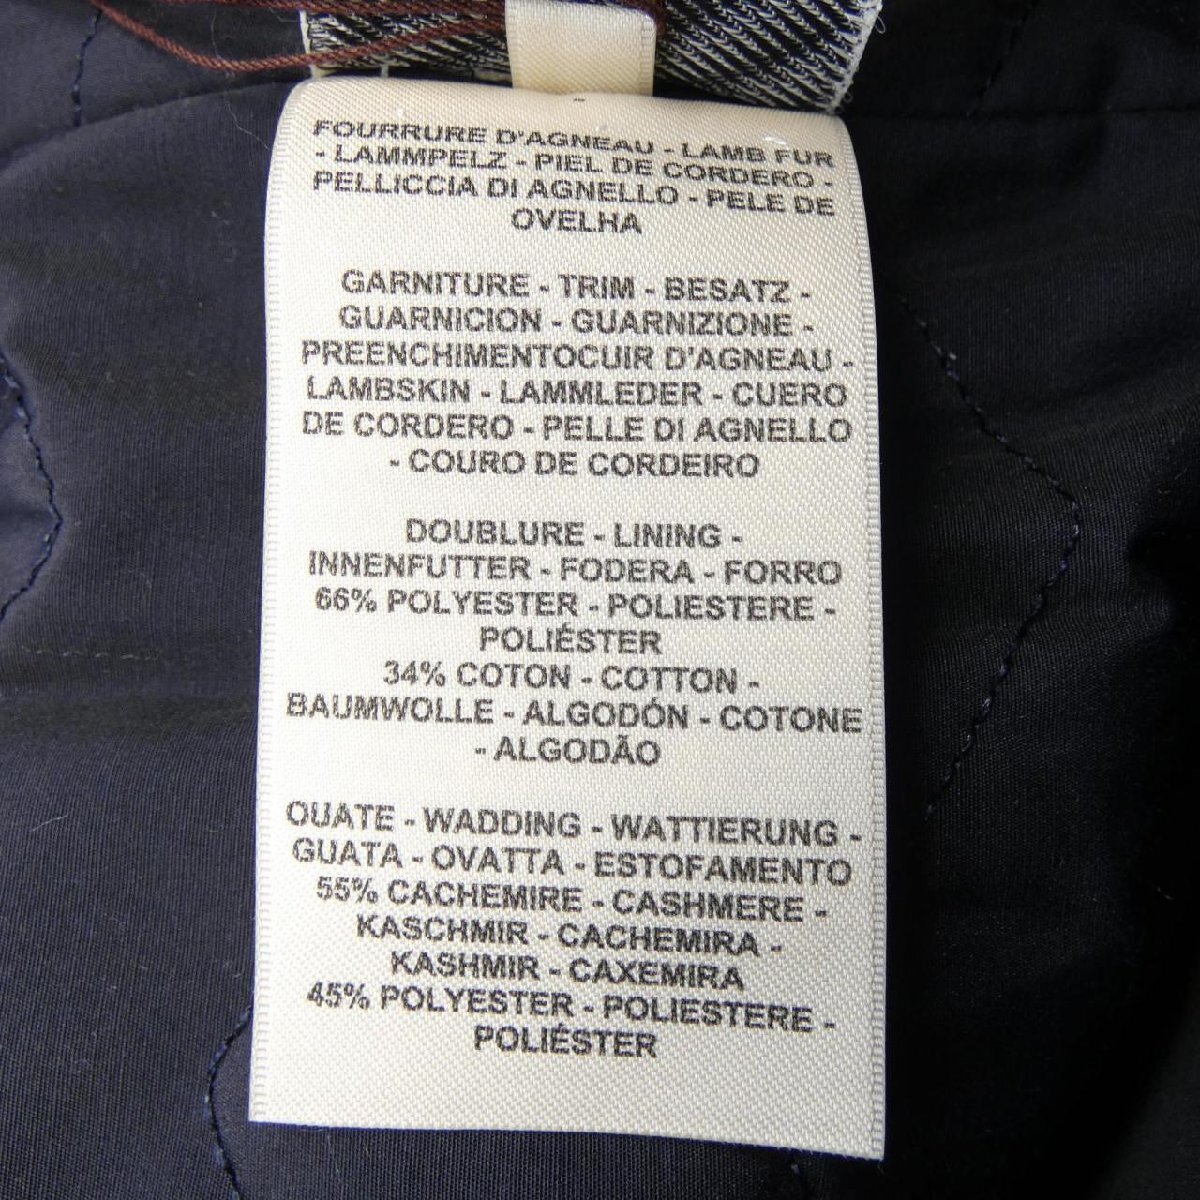 FOURRURE D'AGNEAU - LAMB FUR
- LAMMPELZ - PIEL DE CORDERO -
PELLICCIA DI AGNELLO - PELE DE
OVELHA
GARNITURE - TRIM - BESATZ -
GUARNICION - GUARNIZIONE -
PREENCHIMENTOCUIR D'AGNEAU -
LAMBSKIN - LAMMLEDER - CUERO
DE CORDERO - PELLE DI AGNELLO
- COURO DE CORDEIRO
DOUBLURE - LINING -
INNENFUTTER - FODERA - FORRO
66% POLYESTER - POLIESTERE -
POLIÉSTER
34% COTON - COTTON -
BAUMWOLLE - ALGODÓN - COTONE
- ALGODÃO
OUATE - WADDING - WATTIERUNG -
GUATA - OVATTA - ESTOFAMENTO
55% CACHEMIRE - CASHMERE -
KASCHMIR - CACHEMIRA -
KASHMIR - CAXEMIRA
45% POLYESTER - POLIESTERE -
POLIÉSTER